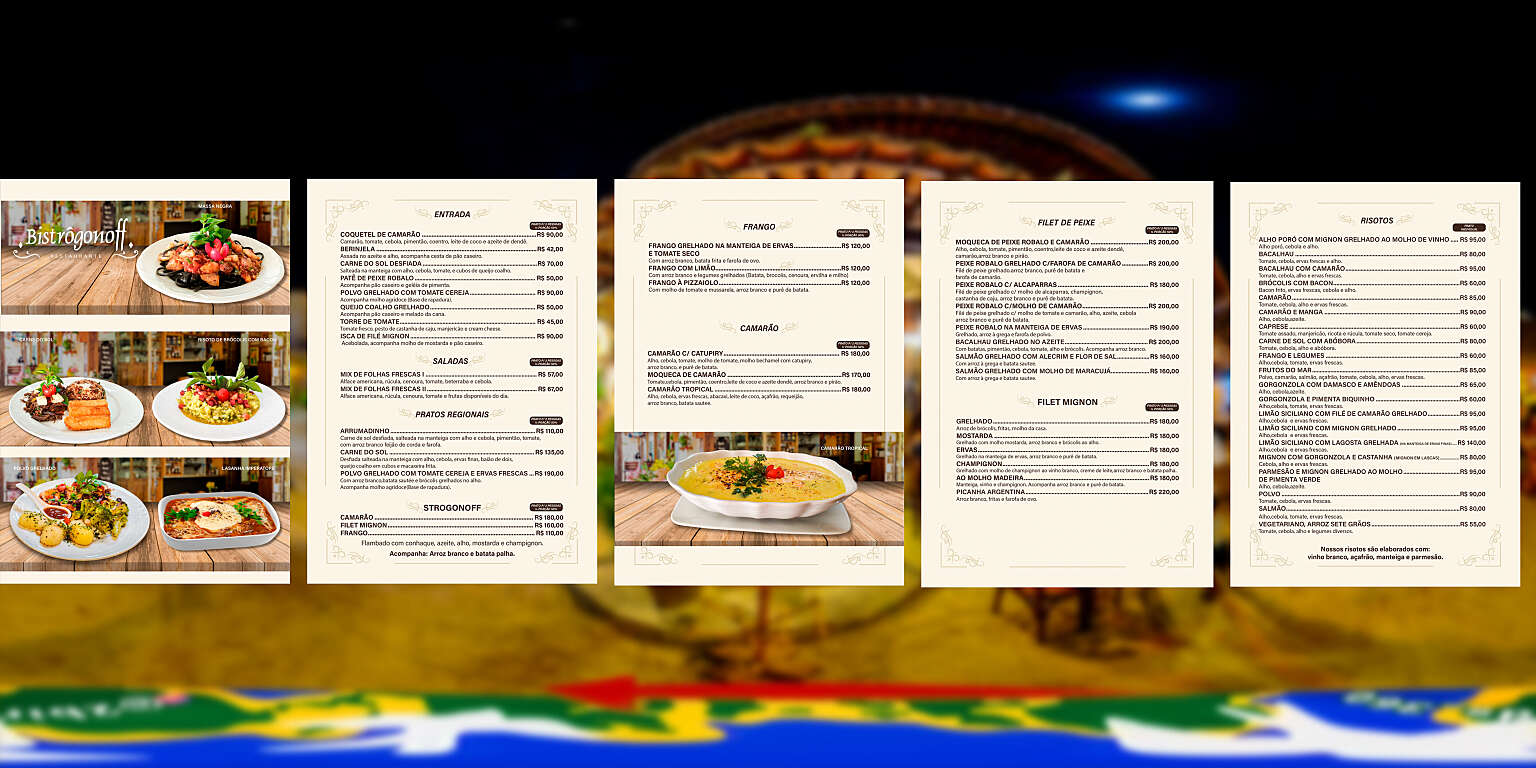 MASSA NEGRA
Bistrôgonoff
RESTAURANTE
CARNE DO SOL
RISOTO DE BRÓCOLIS COM BACON
POLVO GRELHADO
LASANHA IMPERATORE
ENTRADA
COQUETEL DE CAMARÃO R$ 90,00
Camarão, tomate, cebola, pimentão, coentro, leite de coco e azeite de dendê.
BERINJELA R$ 42,00
Assada no azeite e alho, acompanha cesta de pão caseiro.
CARNE DO SOL DESFIADA R$ 70,00
Salteada na manteiga com alho, cebola, tomate, e cubos de queijo coalho.
PATÊ DE PEIXE ROBALO R$ 50,00
Acompanha pão caseiro e geléia de pimenta.
POLVO GRELHADO COM TOMATE CEREJA R$ 90,00
Acompanha molho agridoce (Base de rapadura).
QUEIJO COALHO GRELHADO R$ 50,00
Acompanha pão caseiro e melado da cana.
TORRE DE TOMATE R$ 45,00
Tomate fresco, pesto de castanha de caju, manjericão e cream cheese.
ISCA DE FILÉ MIGNON R$ 90,00
Acebolada, acompanha molho de mostarda e pão caseiro.
SALADAS
MIX DE FOLHAS FRESCAS I R$ 57,00
Alface americana, rúcula, cenoura, tomate, beterraba e cebola.
MIX DE FOLHAS FRESCAS II R$ 67,00
Alface americana, rúcula, cenoura, tomate e frutas disponíveis do dia.
PRATOS REGIONAIS
ARRUMADINHO R$ 110,00
Carne de sol desfiada, salteada na manteiga com alho e cebola, pimentão, tomate,
com arroz branco feijão de corda e farofa.
CARNE DO SOL R$ 135,00
Desfiada salteada na manteiga com alho, cebola, ervas finas, baião de dois,
queijo coalho em cubos e macaxeira frita.
POLVO GRELHADO COM TOMATE CEREJA E ERVAS FRESCAS ...R$ 190,00
Com arroz branco,batata sautée e brócolis grelhados no alho.
Acompanha molho agridoce(Base de rapadura).
STROGONOFF
CAMARÃO R$ 180,00
FILET MIGNON R$ 160,00
FRANGO R$ 110,00
Flambado com conhaque, azeite, alho, mostarda e champignon.
Acompanha: Arroz branco e batata palha.
FRANGO
FRANGO GRELHADO NA MANTEIGA DE ERVAS R$ 120,00
E TOMATE SECO
Com arroz branco, batata frita e farofa de ovo.
FRANGO COM LIMÃO R$ 120,00
Com arroz branco e legumes grelhados (Batata, broccolis, cenoura, ervilha e milho)
FRANGO À PIZZAIOLO R$ 120,00
Com molho de tomate e mussarela, arroz branco e purê de batata.
CAMARÃO
CAMARÃO C/ CATUPIRY R$ 180,00
Alho, cebola, tomate, molho de tomate, molho bechamel com catupiry,
arroz branco. e purê de batata.
MOQUECA DE CAMARÃO R$ 170,00
Tomate,cebola, pimentão, coentro,leite de coco e azeite dendê, arroz branco e pirão.
CAMARÃO TROPICAL R$ 180,00
Alho, cebola, ervas frescas, abacaxi, leite de coco, açafrão, requeijão.
arroz branco, batata sautee.
CAMARÃO TROPICAL
FILET DE PEIXE
MOQUECA DE PEIXE ROBALO E CAMARÃO R$ 200,00
Alho, cebola, tomate, pimentão, coentro,leite de coco e azeite dendê,
camarão,arroz branco e pirão.
PEIXE ROBALO GRELHADO C/FAROFA DE CAMARÃO R$ 200,00
Filé de peixe grelhado.arroz branco, purê de batata e
farofa de camarão.
PEIXE ROBALO C/ ALCAPARRAS R$ 180,00
Filé de peixe grelhado c/ molho de alcaparras, champignon,
castanha de caju, arroz branco e purê de batata.
PEIXE ROBALO C/MOLHO DE CAMARÃO R$ 200,00
Filé de peixe grelhado c/ molho de tomate e camarão, alho, azeite, cebola
arroz branco e purê de batata.
PEIXE ROBALO NA MANTEIGA DE ERVAS R$ 190,00
Grelhado, arroz à grega e farofa de polvo.
BACALHAU GRELHADO NO AZEITE R$ 200,00
Com batatas, pimentão, cebola, tomate, alho e brócolis. Acompanha arroz branco.
SALMÃO GRELHADO COM ALECRIM E FLOR DE SAL R$ 160,00
Com arroz à grega e batata sautee.
SALMÃO GRELHADO COM MOLHO DE MARACUJÁ R$ 160,00
Com arroz à grega e batata sautee.
FILET MIGNON
GRELHADO R$ 180,00
Arroz de brócolis, fritas, molho da casa.
MOSTARDA R$ 180,00
Grelhado com molho mostarda, arroz branco e brócolis ao alho.
ERVAS R$ 180,00
Grelhado na manteiga de ervas, arroz branco e purê de batata.
CHAMPIGNON R$ 180,00
Grelhado com molho de champignon ao vinho branco, creme de leite,arroz branco e batata palha.
AO MOLHO MADEIRA R$ 180,00
Manteiga, vinho e champignon. Acompanha arroz branco e purê de batata.
PICANHA ARGENTINA R$ 220,00
Arroz branco, fritas e farofa de ovo.
RISOTOS
ALHO PORÓ COM MIGNON GRELHADO AO MOLHO DE VINHO .... R$ 95,00
Alho poró, cebola e alho.
BACALHAU R$ 80,00
Tomate, cebola, ervas frescas e alho.
BACALHAU COM CAMARÃO R$ 95,00
Tomate, cebola, alho e ervas frescas.
BRÓCOLIS COM BACON R$ 60,00
Bacon frito, ervas frescas, cebola e alho.
CAMARÃO R$ 85,00
Tomate, cebola, alho e ervas frescas.
CAMARÃO E MANGA R$ 90,00
Alho, cebola,azeite.
CAPRESE R$ 60,00
Tomate assado, manjericão, ricota e rúcula, tomate seco, tomate cereja.
CARNE DE SOL COM ABÓBORA R$ 80,00
Alho, cebola, alho e abóbora.
FRANGO E LEGUMES R$ 60,00
Alho,cebola, tomate, ervas frescas.
FRUTOS DO MAR R$ 85,00
Polvo, camarão, salmão, açafrão, tomate, cebola, alho, ervas frescas.
GORGONZOLA COM DAMASCO E AMÊNDOAS R$ 65,00
Alho, cebola,azeite.
GORGONZOLA E PIMENTA BIQUINHO R$ 60,00
Alho,cebola, tomate, ervas frescas.
LIMÃO SICILIANO COM FILÉ DE CAMARÃO GRELHADO R$ 95,00
Alho,cebola e ervas frescas.
LIMÃO SICILIANO COM MIGNON GRELHADO R$ 95,00
Alho,cebola e ervas frescas.
LIMÃO SICILIANO COM LAGOSTA GRELHADA R$ 140,00
Alho,cebola e ervas frescas.
MIGNON COM GORGONZOLA E CASTANHA (MIGNON EM LASCAS) R$ 80,00
Cebola, alho e ervas frescas.
PARMESÃO E MIGNON GRELHADO AO MOLHO R$ 95,00
DE PIMENTA VERDE
Alho, cebola,azeite.
POLVO R$ 90,00
Tomate, cebola, ervas frescas.
SALMÃO R$ 80,00
Alho,cebola, tomate, ervas frescas.
VEGETARIANO, ARROZ SETE GRÃOS R$ 55,00
Tomate, cebola, alho e legumes diversos.
Nossos risotos são elaborados com:
vinho branco, açafrão, manteiga e parmesão.